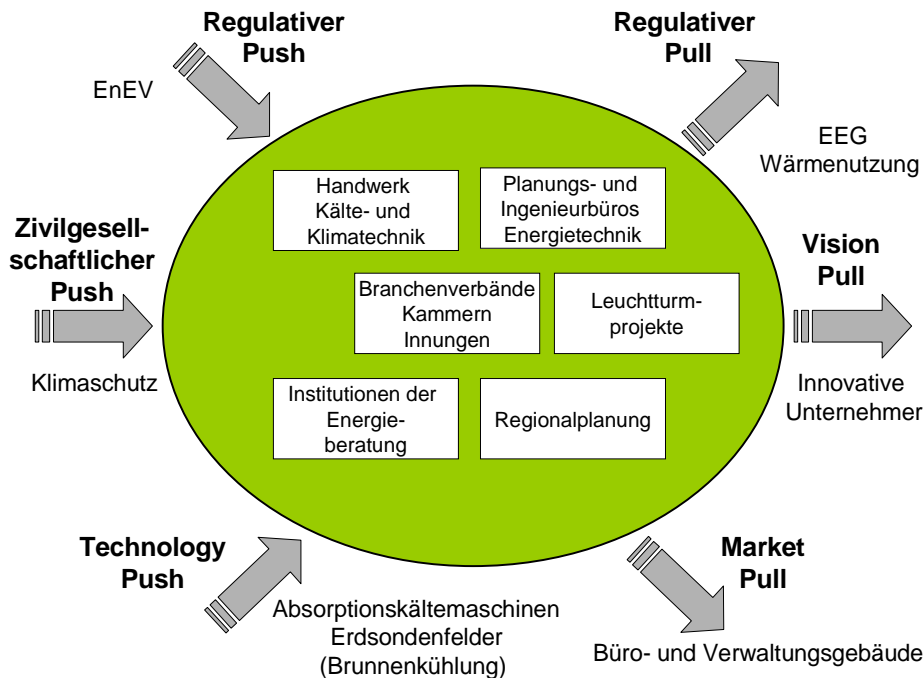 Regulativer
Push
EnEV
Regulativer
Pull
EEG
Wärmenutzung
Handwerk
Kälte- und
Klimatechnik
Planungs- und
Ingenieurbüros
Energietechnik
Zivilgesell-
schaftlicher
Push
Klimaschutz
Branchenverbände
Kammern
Innungen
Leuchtturm-
projekte
Vision
Pull
Innovative
Unternehmer
Institutionen der
Energie-
beratung
Regionalplanung
Technology
Push
Absorptionskältemaschinen
Erdsondenfelder
(Brunnenkühlung)
Market
Pull
Büro- und Verwaltungsgebäude